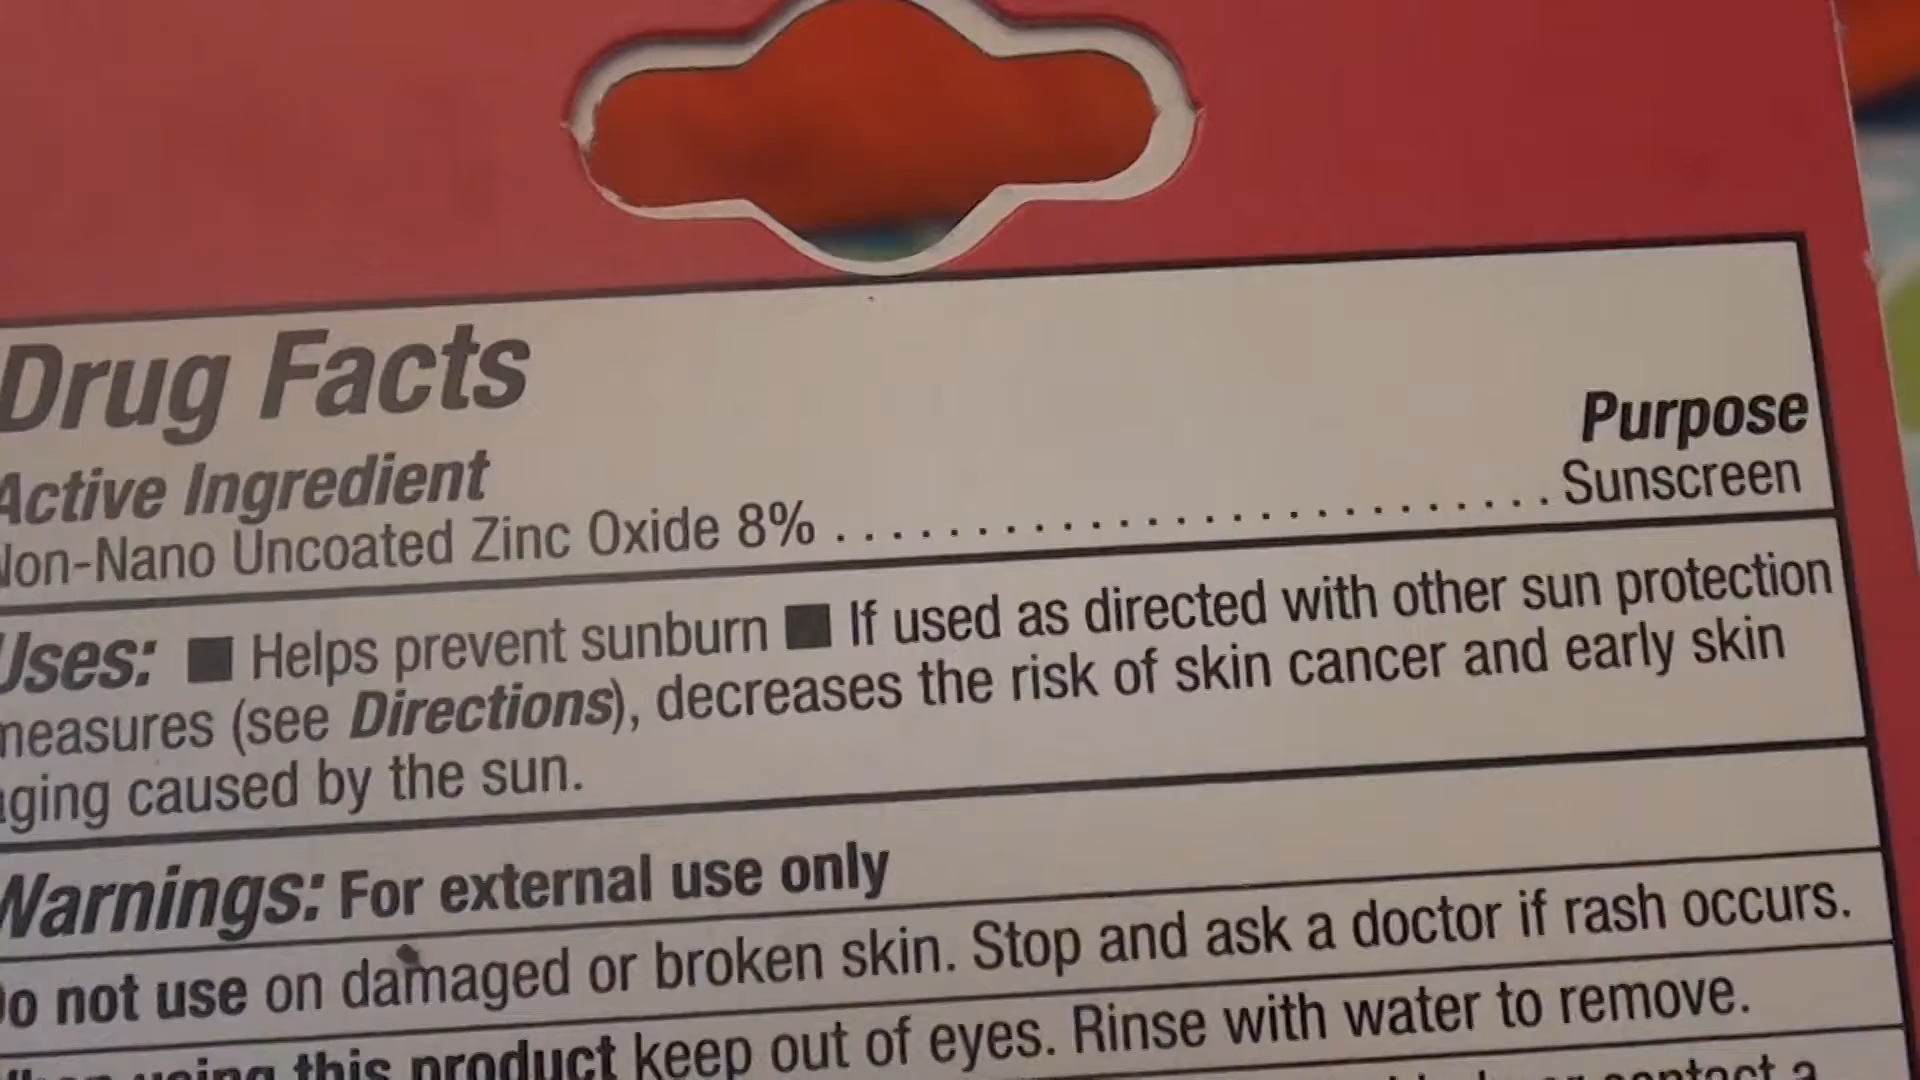 Drug Facts
Active Ingredient
Purpose
Non-Nano Uncoated Zinc Oxide 8% .......................... Sunscreen
Uses: ■ Helps prevent sunburn ■ If used as directed with other sun protection
measures (see Directions), decreases the risk of skin cancer and early skin
aging caused by the sun.
Warnings: For external use only
Do not use on damaged or broken skin. Stop and ask a doctor if rash occurs.
When using this product keep out of eyes. Rinse with water to remove.
contact a